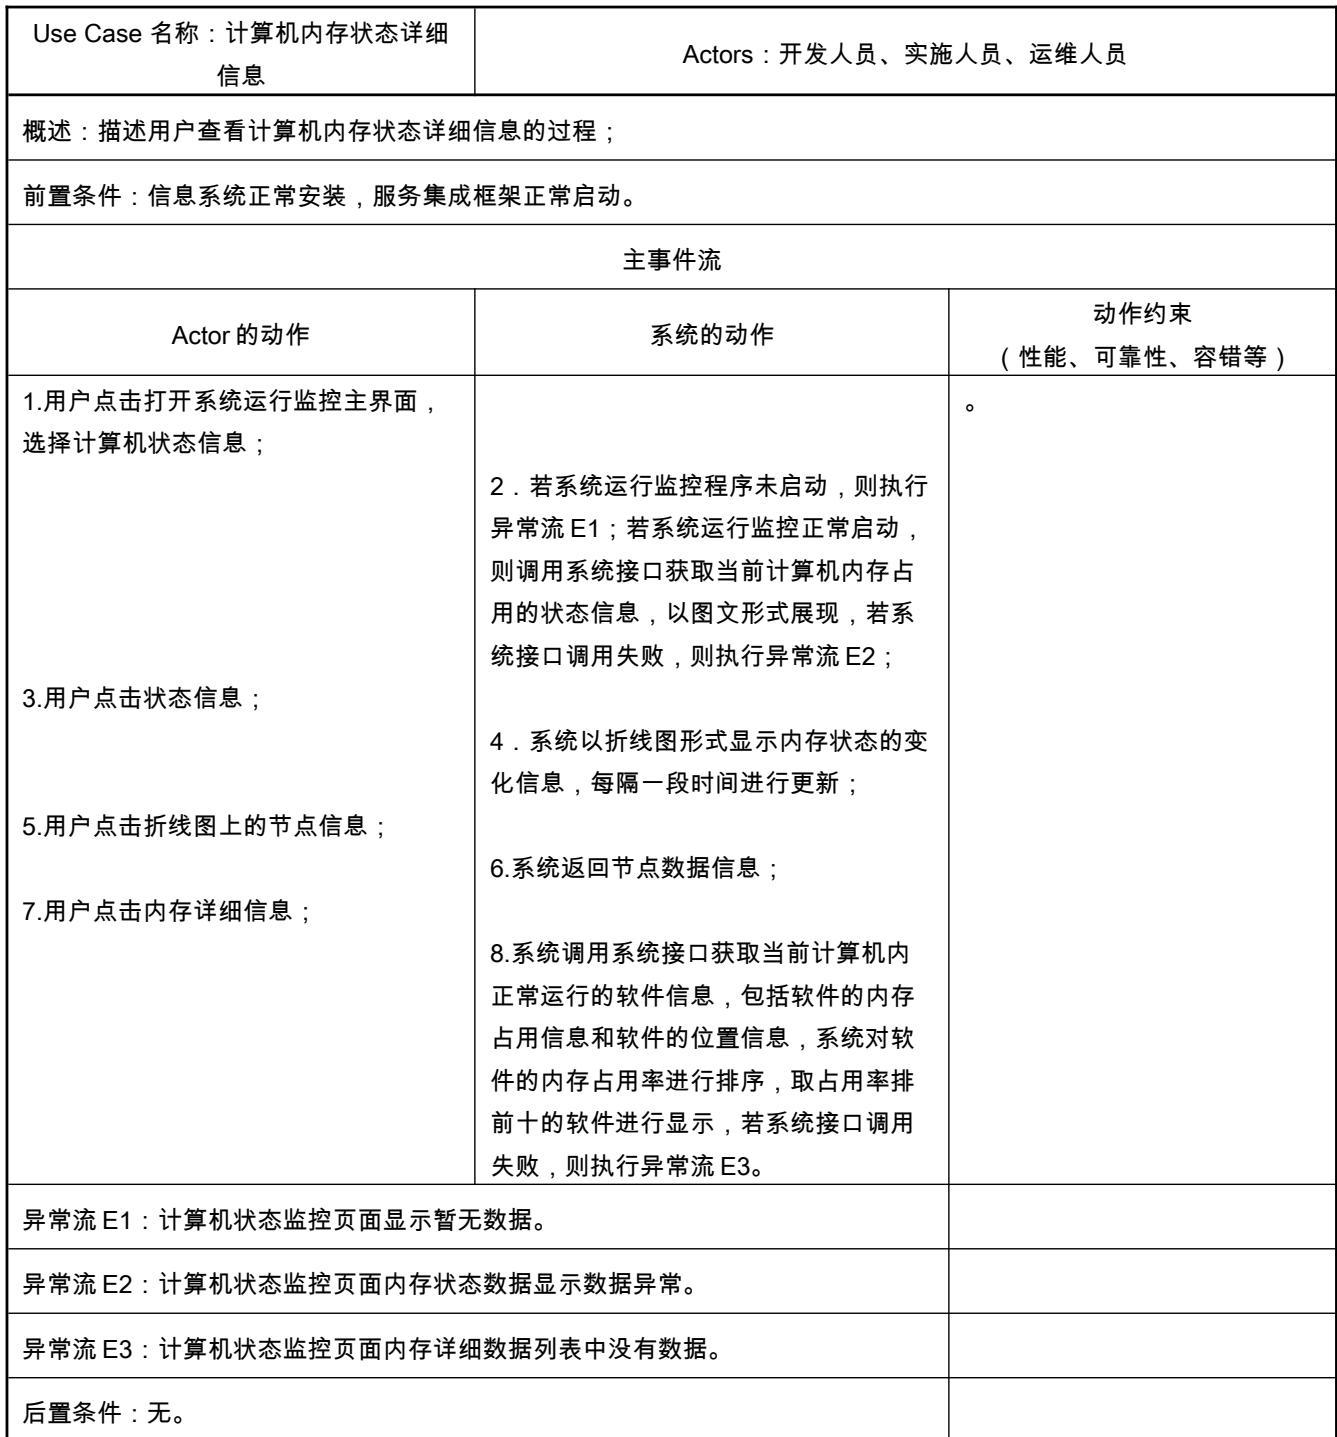 Use Case 名称：计算机内存状态详细
信息
Actors：开发人员、实施人员、运维人员
概述：描述用户查看计算机内存状态详细信息的过程；
前置条件：信息系统正常安装，服务集成框架正常启动。
主事件流
Actor 的动作
系统的动作
动作约束
（性能、可靠性、容错等）
1.用户点击打开系统运行监控主界面，
选择计算机状态信息；
。
2．若系统运行监控程序未启动，则执行
异常流 E1；若系统运行监控正常启动，
则调用系统接口获取当前计算机内存占
用的状态信息，以图文形式展现，若系
统接口调用失败，则执行异常流 E2；
3.用户点击状态信息；
4．系统以折线图形式显示内存状态的变
化信息，每隔一段时间进行更新；
5.用户点击折线图上的节点信息；
6.系统返回节点数据信息；
7.用户点击内存详细信息；
8.系统调用系统接口获取当前计算机内
正常运行的软件信息，包括软件的内存
占用信息和软件的位置信息，系统对软
件的内存占用率进行排序，取占用率排
前十的软件进行显示，若系统接口调用
失败，则执行异常流 E3。
异常流 E1：计算机状态监控页面显示暂无数据。
异常流 E2：计算机状态监控页面内存状态数据显示数据异常。
异常流 E3：计算机状态监控页面内存详细数据列表中没有数据。
后置条件：无。